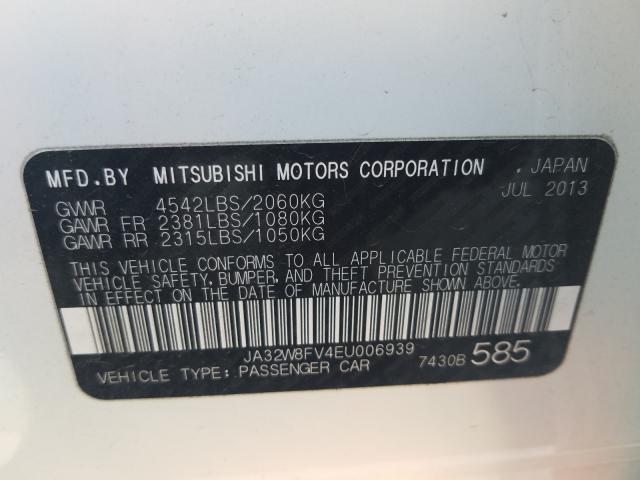 MFD.BY MITSUBISHI MOTORS CORPORATION . JAPAN
GVWR 4542LBS/2060KG JUL 2013
GAWR FR 2381LBS/1080KG
GAWR RR 2315LBS/1050KG
THIS VEHICLE CONFORMS TO ALL APPLICABLE FEDERAL MOTOR
VEHICLE SAFETY, BUMPER, AND THEFT PREVENTION STANDARDS
IN EFFECT ON THE DATE OF MANUFACTURE SHOWN ABOVE.
JA32W8FV4EU006939
VEHICLE TYPE: PASSENGER CAR 7430B 585